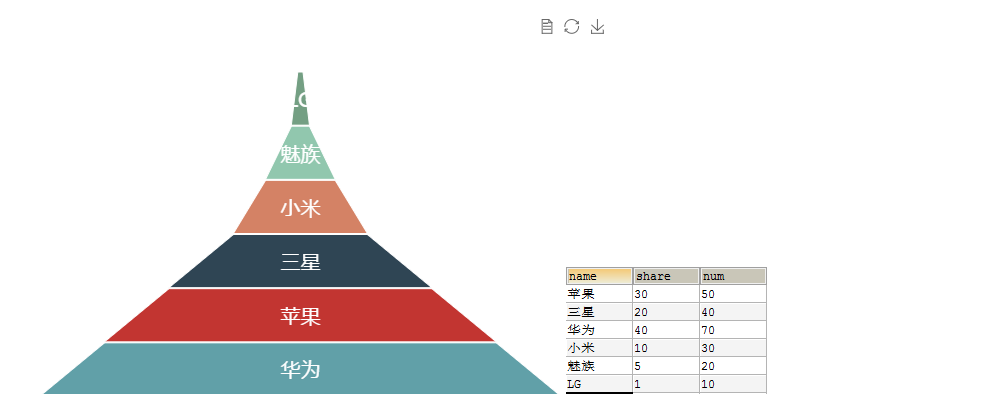 LG
魅族
小米
三星
苹果
华为
name share num
苹果 30 50
三星 20 40
华为 40 70
小米 10 30
魅族 5 20
LG 1 10